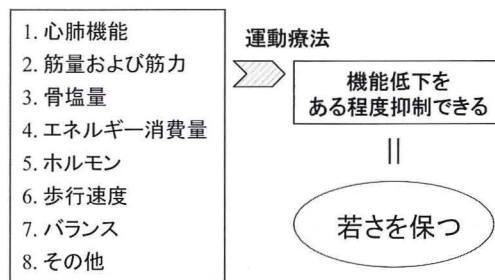 1. 心肺機能
2. 筋量および筋力
3. 骨塩量
4. エネルギー消費量
5. ホルモン
6. 歩行速度
7. バランス
8. その他
運動療法
機能低下を
ある程度抑制できる
||
若さを保つ